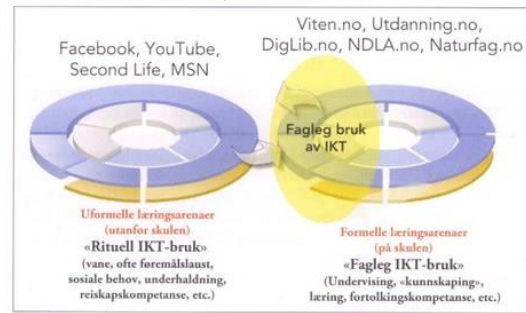 Facebook, YouTube,
Second Life, MSN
Viten.no, Utdanning.no,
DigLib.no, NDLA.no, Naturfag.no
Fagleg bruk
av IKT
Uformelle læringsarenaer
(utanfor skulen)
«Rituell IKT-bruk»
(vane, ofte føremålslaust,
sosiale behov, underhaldning,
reiskapskompetanse, etc.)
Formelle læringsarenaer
(på skulen)
«Fagleg IKT-bruk»
(Undervising, «kunnskaping»,
læring, fortolkingskompetanse, etc.)